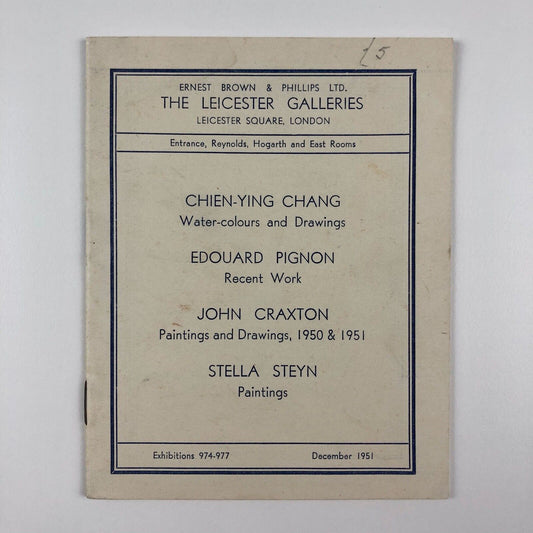 £5
ERNEST BROWN & PHILLIPS LTD.
THE LEICESTER GALLERIES
LEICESTER SQUARE, LONDON
Entrance, Reynolds, Hogarth and East Rooms
CHIEN-YING CHANG
Water-colours and Drawings
EDOUARD PIGNON
Recent Work
JOHN CRAXTON
Paintings and Drawings, 1950 & 1951
STELLA STEYN
Paintings
Exhibitions 974-977 December 1951